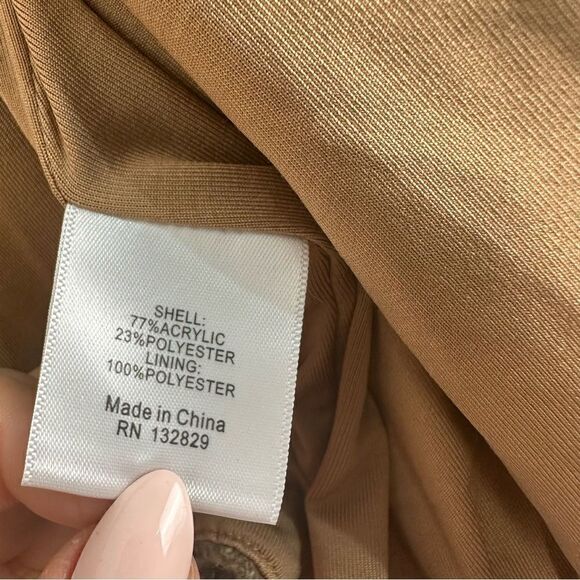 SHELL:
77%ACRYLIC
23%POLYESTER
LINING:
100%POLYESTER
Made in China
RN 132829